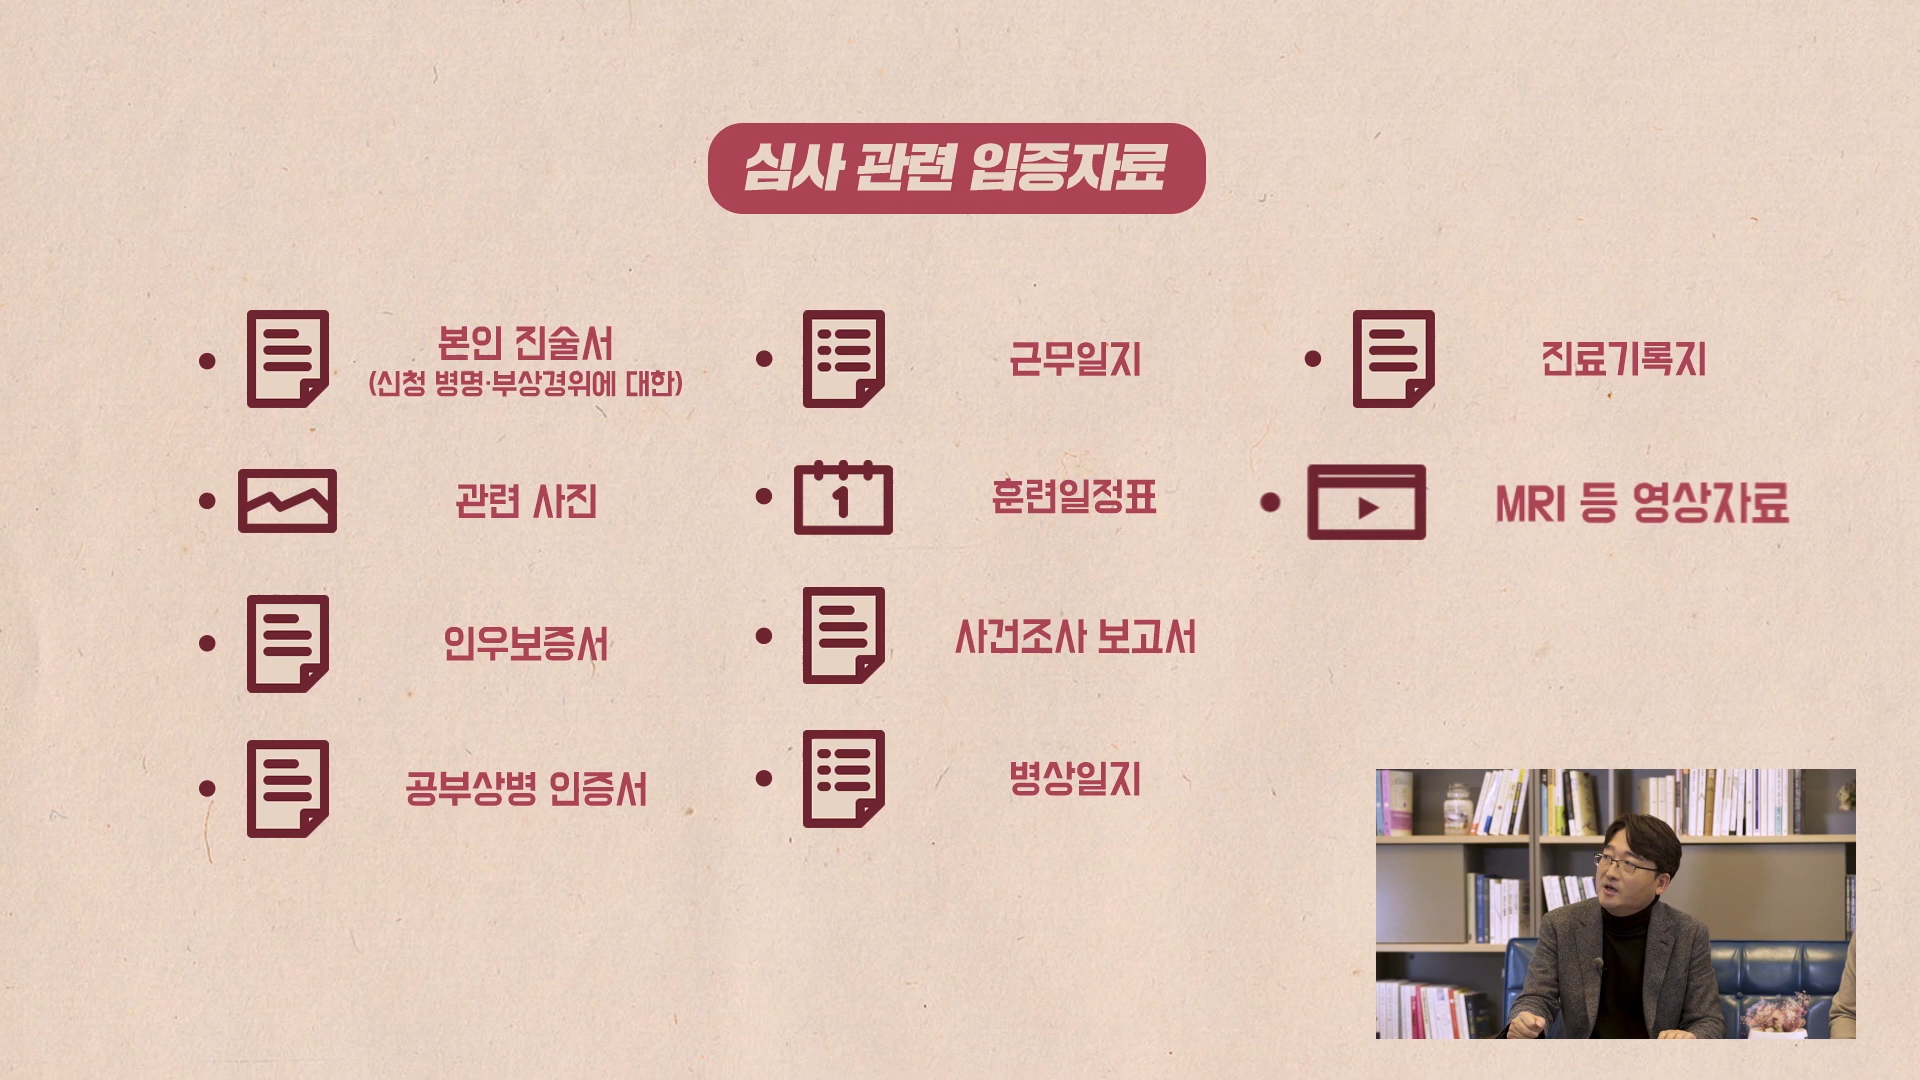 심사 관련 입증자료
본인 진술서
(신청 병명·부상경위에 대한)
관련 사진
인우보증서
공부상병 인증서
근무일지
1
훈련일정표
사건조사 보고서
병상일지
진료기록지
MRI 등 영상자료